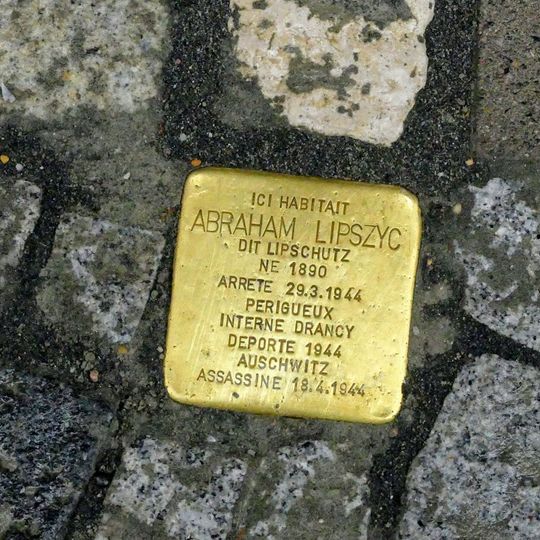 ICI HABITAIT
ABRAHAM LIPSZYC
DIT LIPSCHUTZ
NE 1890
ARRETE 29.3.1944
PERIGUEUX
INTERNE DRANCY
DEPORTE 1944
AUSCHWITZ
ASSASSINE 18.4.1944